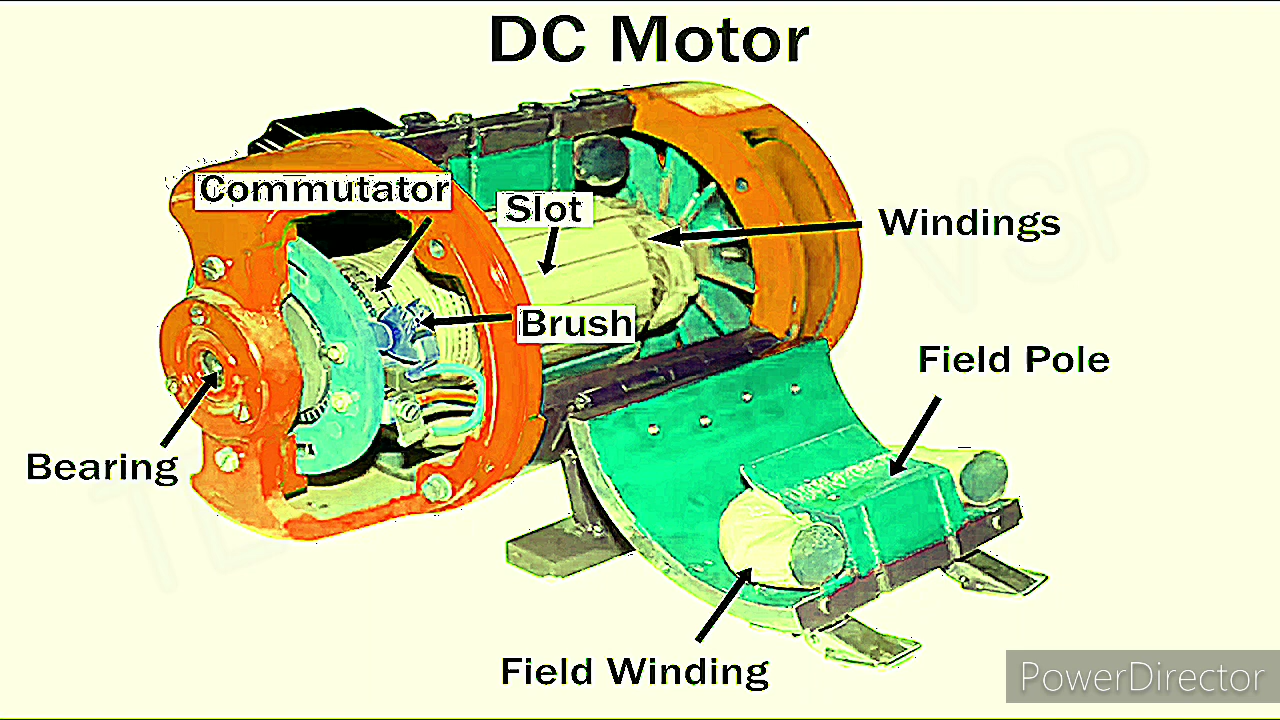 DC Motor
Commutator
Slot
Windings
Brush
Field Pole
Bearing
Field Winding
PowerDirector